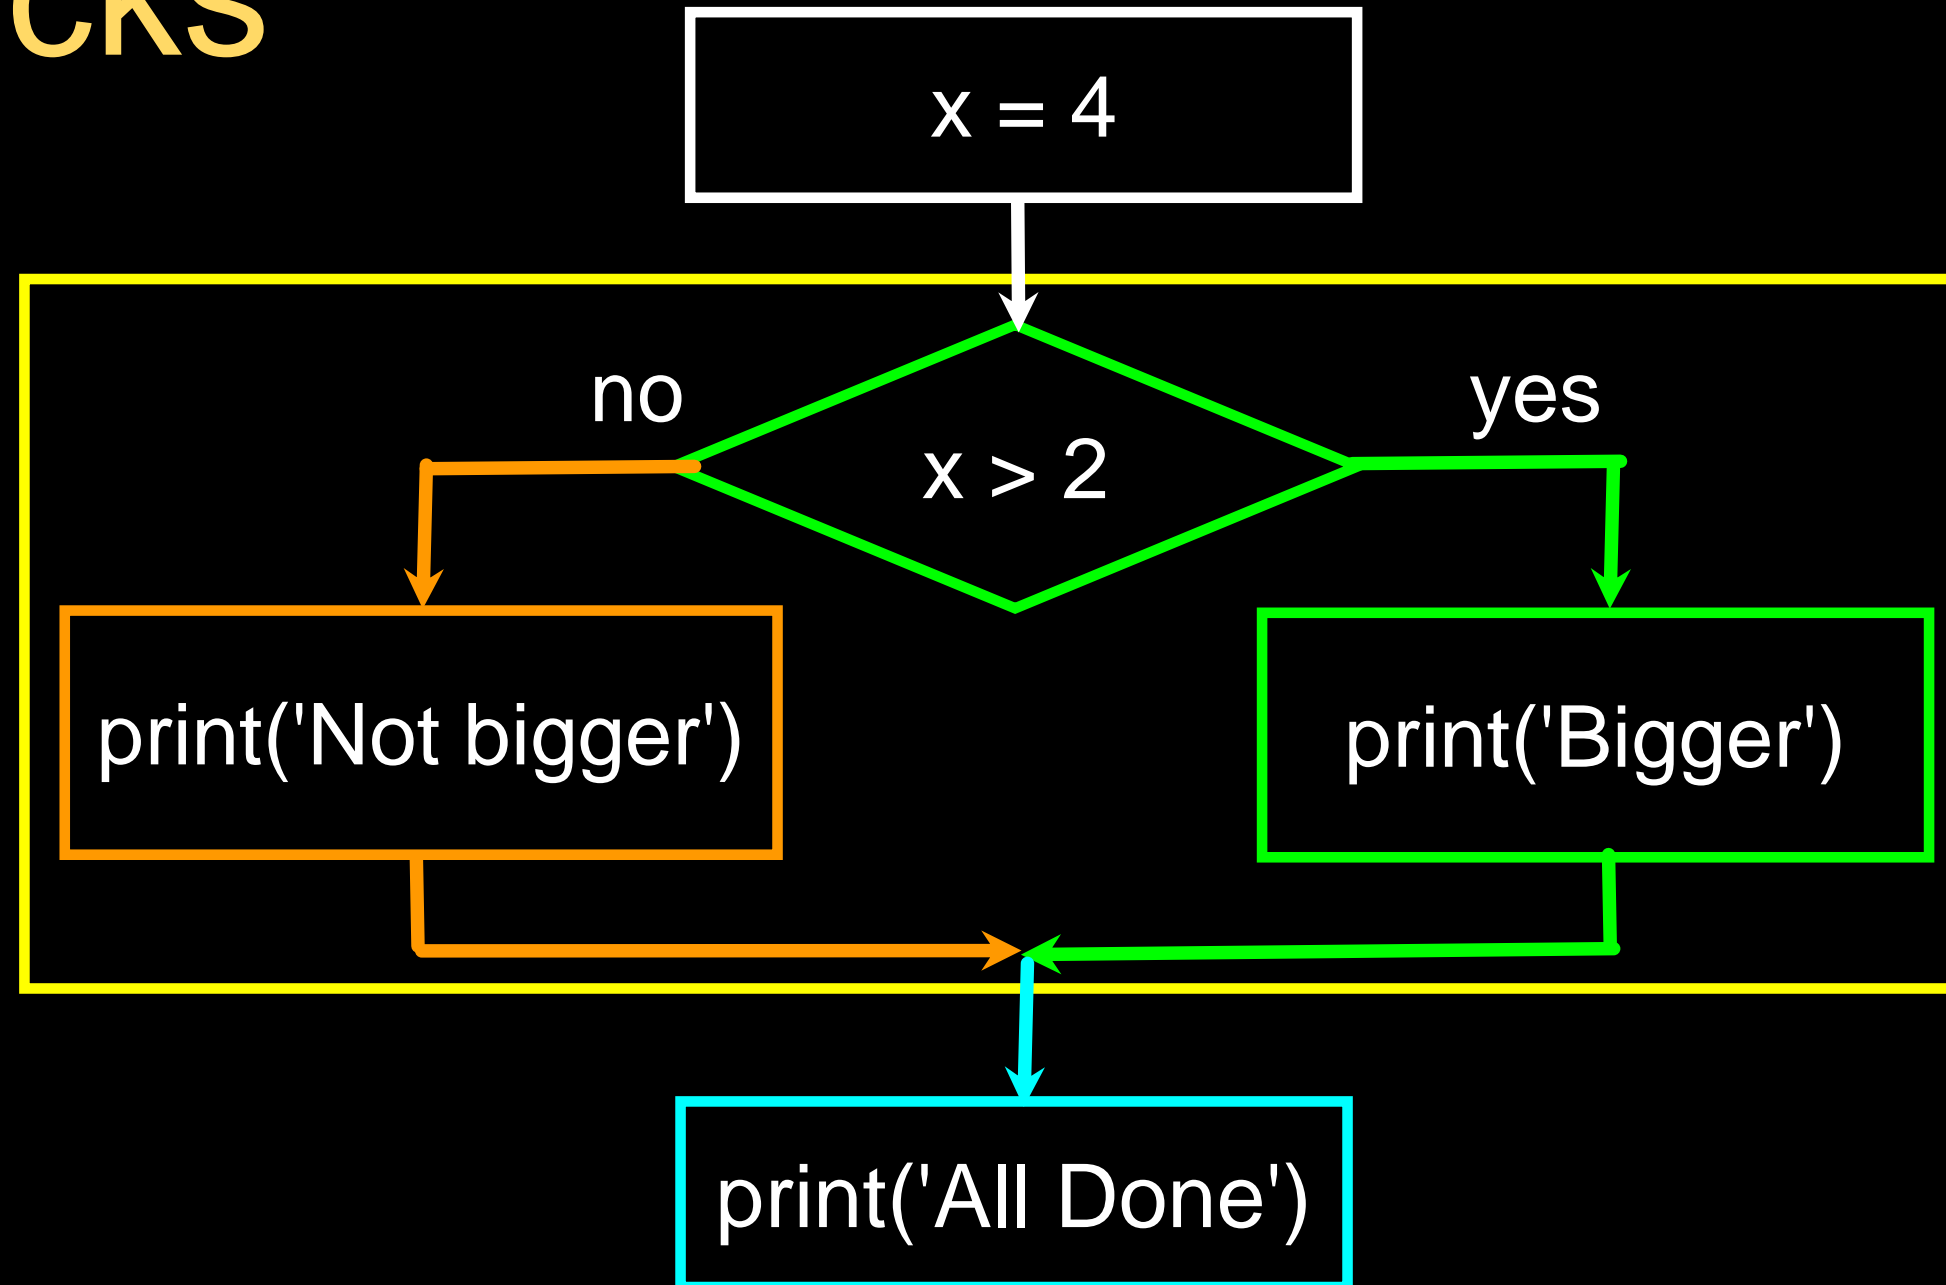 x = 4
no
yes
x > 2
print('Not bigger')
print('Bigger')
print('All Done')